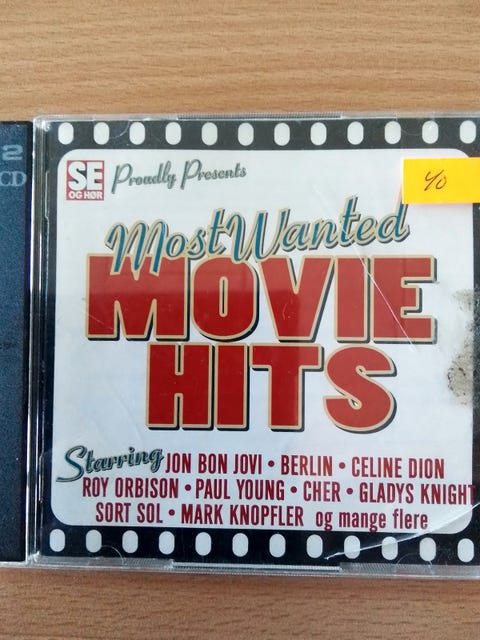 2
CD
SE
OG HØR
Proudly Presents
40
Most Wanted
MOVIE
HITS
Starring JON BON JOVI • BERLIN • CELINE DION
ROY ORBISON • PAUL YOUNG • CHER • GLADYS KNIGHT
SORT SOL • MARK KNOPFLER og mange flere